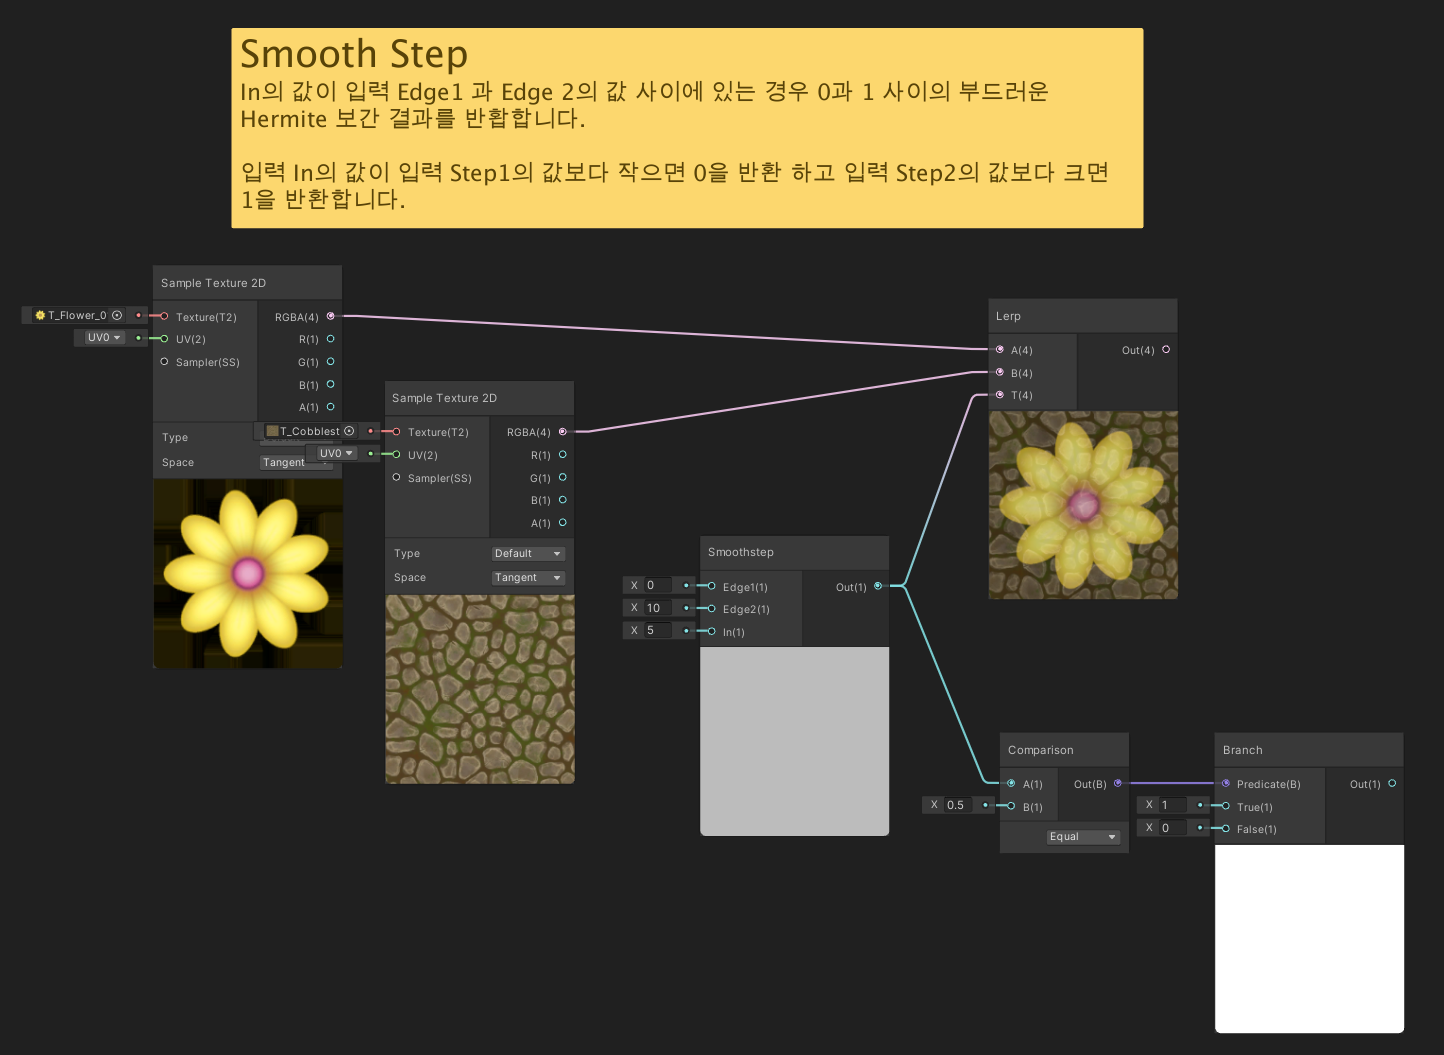 Smooth Step
In의 값이 입력 Edge1 과 Edge 2의 값 사이에 있는 경우 0과 1 사이의 부드러운
Hermite 보간 결과를 반홥합니다.
입력 In의 값이 입력 Step1의 값보다 작으면 0을 반환 하고 입력 Step2의 값보다 크면
1을 반환합니다.
Sample Texture 2D
T_Flower_0
Texture(T2)
RGBA(4)
UV0
UV(2)
R(1)
Sampler(SS)
G(1)
B(1)
A(1)
Type
Space
Tangent
Sample Texture 2D
T_Cobblest
Texture(T2)
RGBA(4)
UV0
UV(2)
R(1)
Sampler(SS)
G(1)
B(1)
A(1)
Type
Default
Space
Tangent
Lerp
A(4)
Out(4)
B(4)
T(4)
Smoothstep
X 0
Edge1(1)
Out(1)
X 10
Edge2(1)
X 5
In(1)
Comparison
A(1)
Out(B)
X 0.5
B(1)
Equal
Branch
Predicate(B)
Out(1)
X 1
True(1)
X 0
False(1)